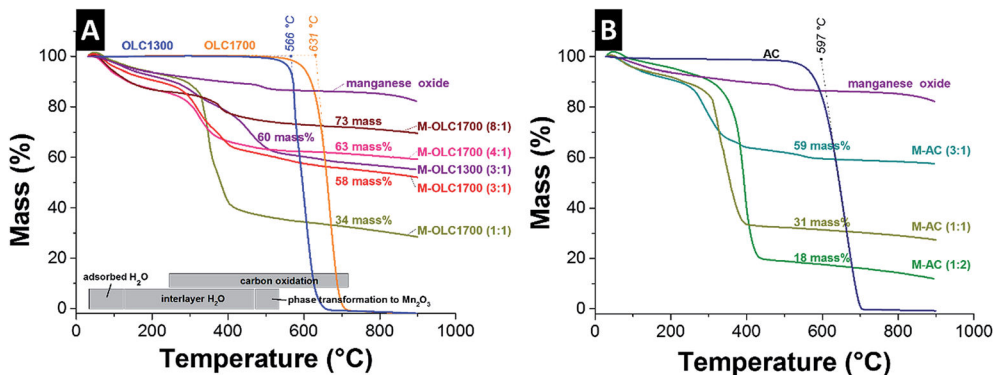 A
OLC1300
OLC1700
566 °C
631 °C
manganese oxide
73 mass
M-OLC1700 (8:1)
60 mass%
63 mass%
M-OLC1700 (4:1)
M-OLC1300 (3:1)
58 mass%
M-OLC1700 (3:1)
34 mass%
M-OLC1700 (1:1)
adsorbed H₂O
carbon oxidation
interlayer H₂O
phase transformation to Mn₂O₃
Mass (%)
100
80
60
40
20
0
0 200 400 600 800 1000
Temperature (°C)
B
AC
597 °C
manganese oxide
59 mass%
M-AC (3:1)
31 mass%
M-AC (1:1)
18 mass%
M-AC (1:2)
Mass (%)
100
80
60
40
20
0
0 200 400 600 800 1000
Temperature (°C)